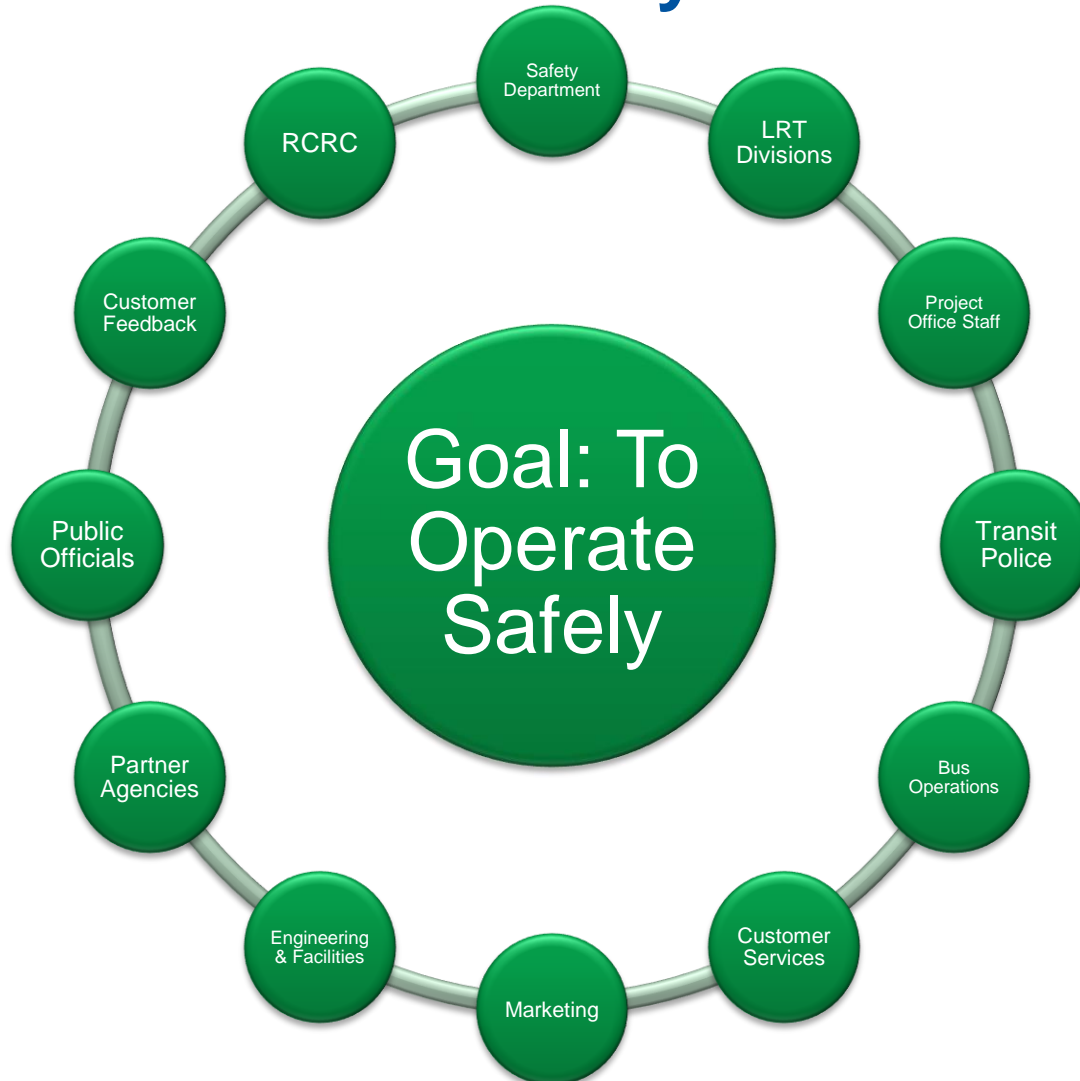 Safety
Department
LRT
Divisions
Project
Office Staff
Transit
Police
Bus
Operations
Customer
Services
Marketing
Engineering
& Facilities
Partner
Agencies
Public
Officials
Customer
Feedback
RCRC
Goal: To
Operate
Safely